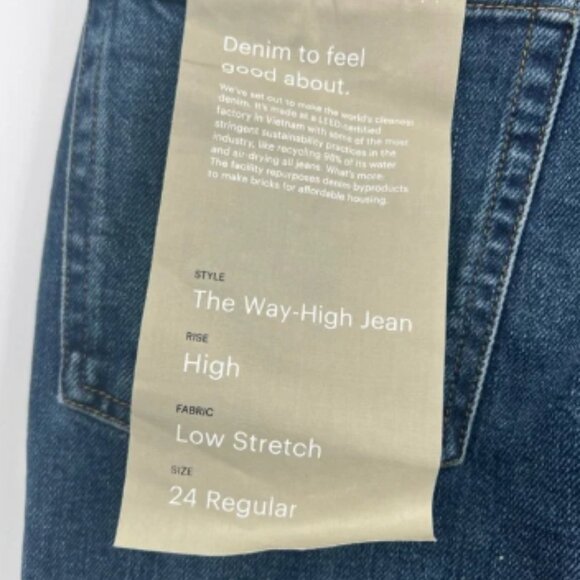 Denim to feel
good about.
We've set out to make the world's cleanest
denim. It's made at a LEED-certified
factory in Vietnam with some of the most
stringent sustainability practices in the
industry, like recycling 98% of its water
and air-drying all jeans. What's more:
The facility repurposes denim byproducts
to make bricks for affordable housing.
STYLE
The Way-High Jean
RISE
High
FABRIC
Low Stretch
SIZE
24 Regular